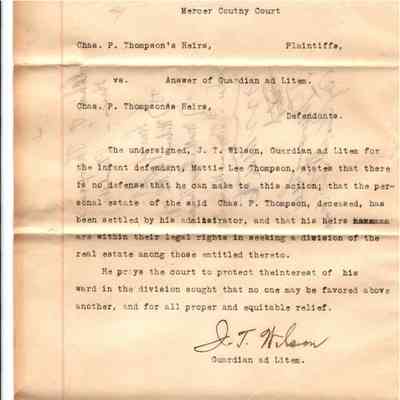 Mercer Coutny Court
Chas. P. Thompson's Heirs, Plaintiffs,
vs. Answer of Guardian ad Litem.
Chas. P. Thompson's Heirs,
Defendants.
The undersigned, J. T. Wilson, Guardian ad Litem for
the infant defendant, Mattie Lee Thompson, states that there
is no defense that he can make to this action; that the per-
sonal estate of the said Chas. P. Thompson, deceased, has
been settled by his admistrator, and that his heirs
are within their legal rights in seeking a division of the
real estate among those entitled thereto.
He prays the court to protect theinterest of his
ward in the division sought that no one may be favored above
another, and for all proper and equitable relief.
J. T. Wilson
Guardian ad Litem.